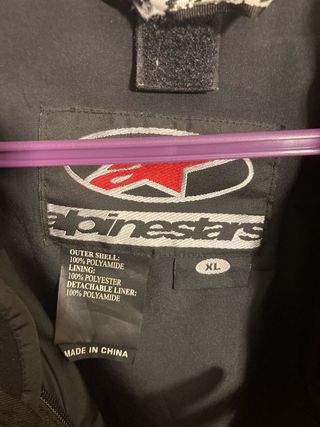 alpinestars
XL
OUTER SHELL:
100% POLYAMIDE
LINING:
100% POLYESTER
DETACHABLE LINER:
100% POLYAMIDE
MADE IN CHINA